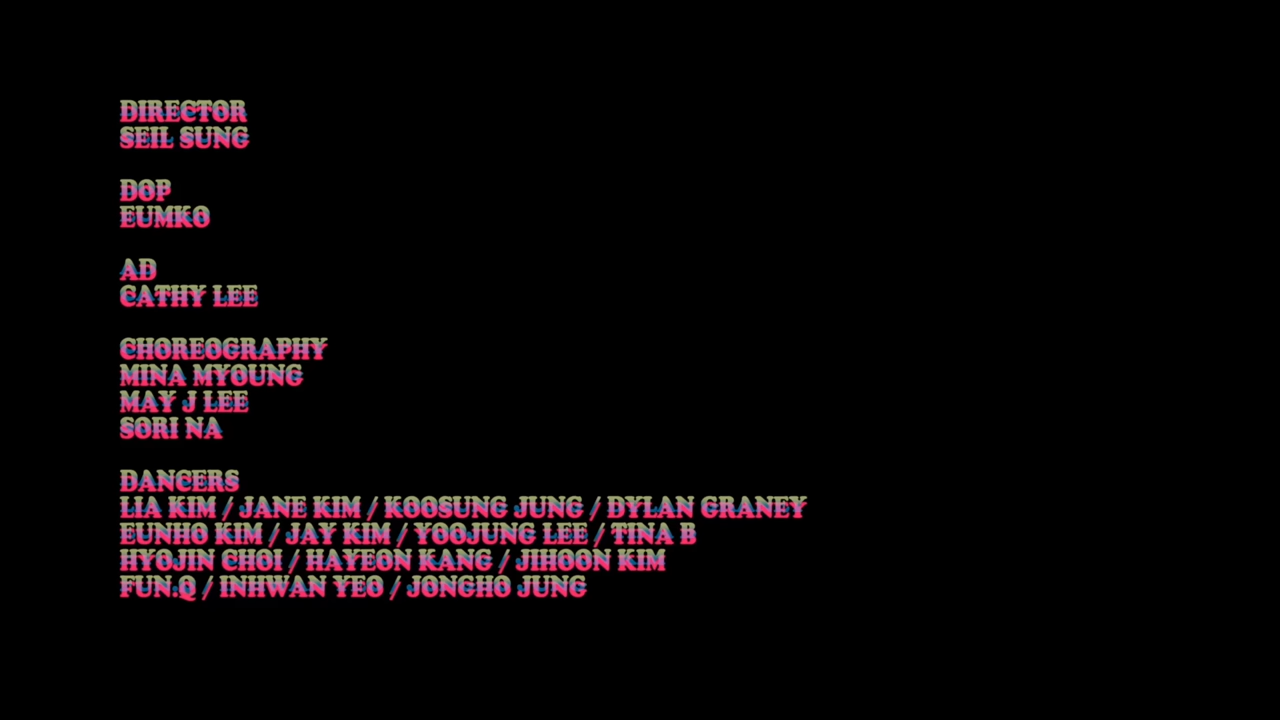 DIRECTOR
SEIL SUNG
DOP
EUMKO
AD
CATHY LEE
CHOREOGRAPHY
MINA MYOUNG
MAY J LEE
SORI NA
DANCERS
LIA KIM / JANE KIM / KOOSUNG JUNG / DYLAN GRANEY
EUNHO KIM / JAY KIM / YOOJUNG LEE / TINA B
HYOJIN CHOI / HAYEON KANG / JIHOON KIM
FUN.Q / INHWAN YEO / JONGHO JUNG